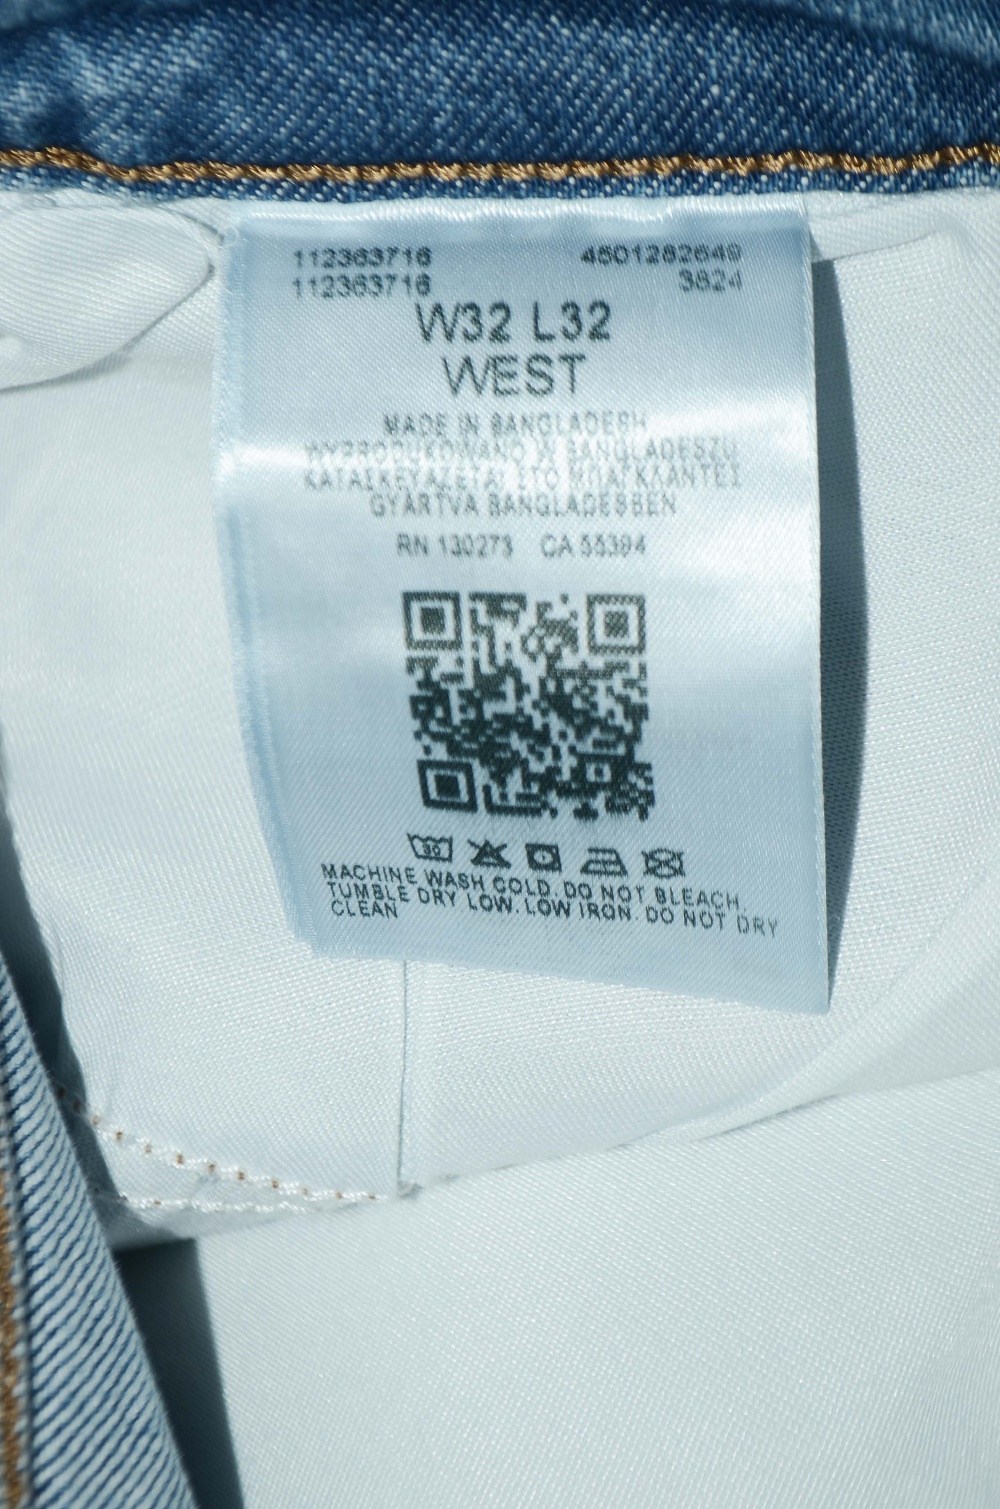 112363716 4501282649
112363716 3824
W32 L32
WEST
MADE IN BANGLADESH
WYPRODUKOWANO W BANGLADESZU
ΚΑΤΑΣΚΕΥΑΖΕΤΑΙ ΣΤΟ ΜΠΑΓΚΛΑΝΤΕΣ
GYÁRTVA BANGLADESBEN
RN 130273 CA 55394
30
MACHINE WASH COLD. DO NOT BLEACH.
TUMBLE DRY LOW. LOW IRON. DO NOT DRY
CLEAN